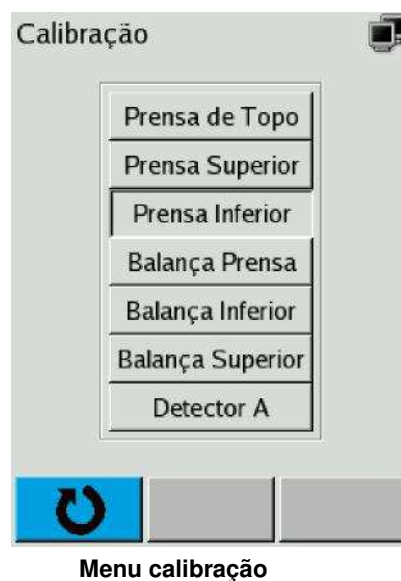 Calibração
Prensa de Topo
Prensa Superior
Prensa Inferior
Balança Prensa
Balança Inferior
Balança Superior
Detector A
Menu calibração